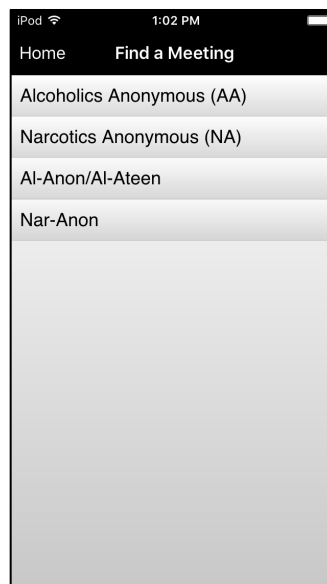 iPod 1:02 PM
Home Find a Meeting
Alcoholics Anonymous (AA)
Narcotics Anonymous (NA)
Al-Anon/Al-Ateen
Nar-Anon